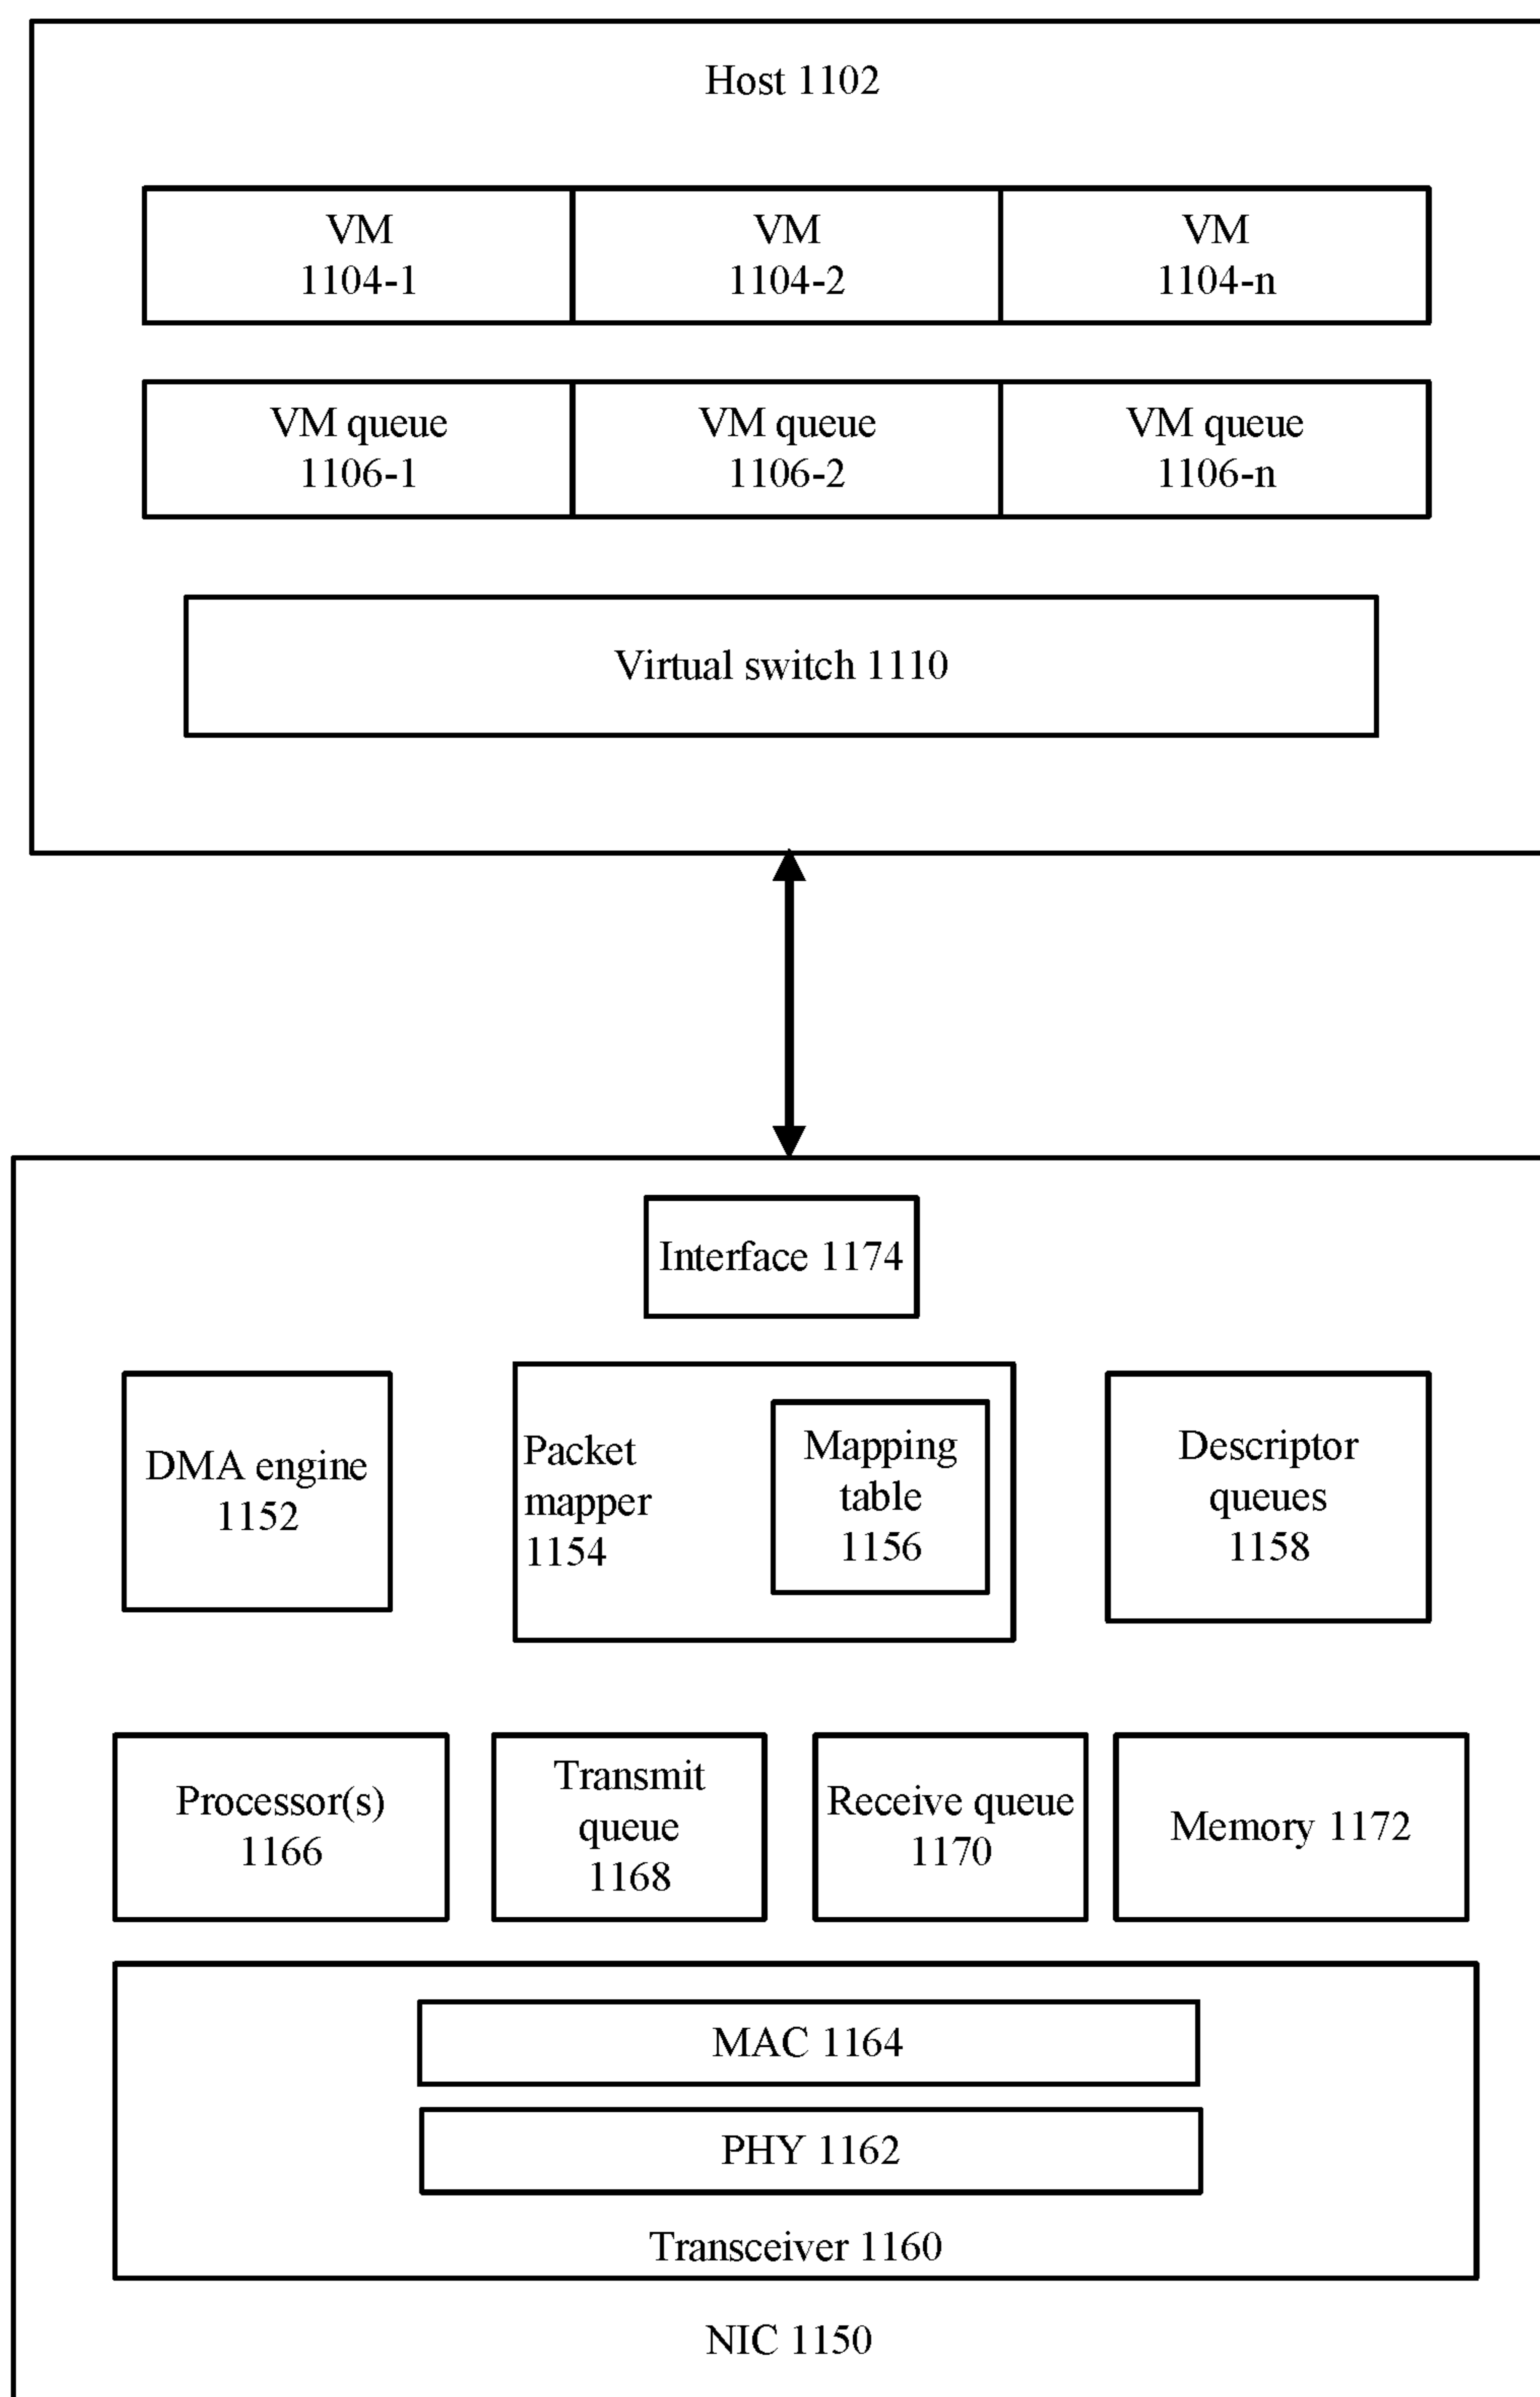 Host 1102
VM
1104-1
VM
1104-2
VM
1104-n
VM queue
1106-1
VM queue
1106-2
VM queue
1106-n
Virtual switch 1110
Interface 1174
DMA engine
1152
Packet
mapper
1154
Mapping
table
1156
Descriptor
queues
1158
Processor(s)
1166
Transmit
queue
1168
Receive queue
1170
Memory 1172
MAC 1164
PHY 1162
Transceiver 1160
NIC 1150